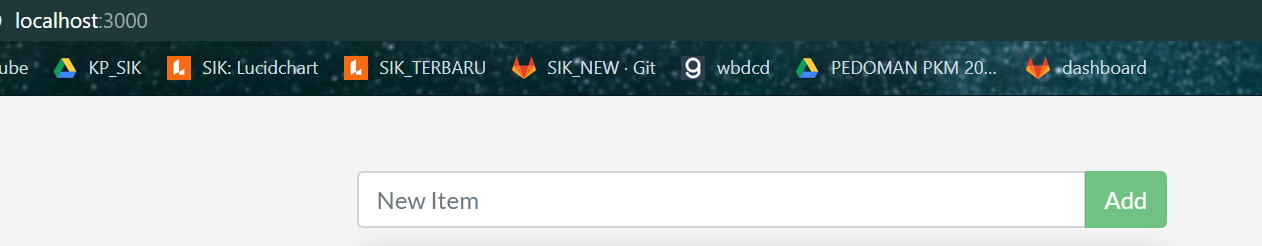 localhost:3000
ube KP_SIK SIK: Lucidchart SIK_TERBARU SIK_NEW · Git wbdcd PEDOMAN PKM 20... dashboard
New Item Add